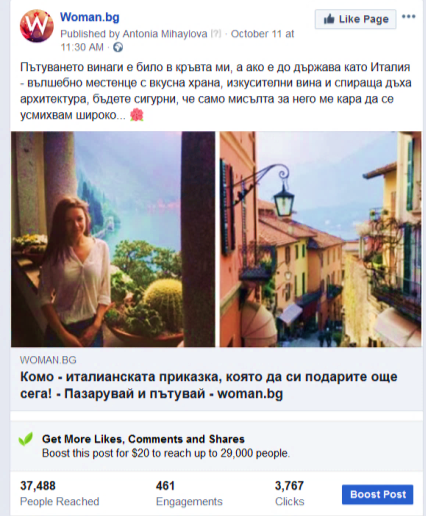 Woman.bg
Like Page
Published by Antonia Mihaylova [?] · October 11 at
11:30 AM ·
Пътуването винаги е било в кръвта ми, а ако е до държава като Италия
- вълшебно местенце с вкусна храна, изкусителни вина и спираща дъха
архитектура, бъдете сигурни, че само мисълта за него ме кара да се
усмихвам широко...
WOMAN.BG
Комо - италианската приказка, която да си подарите още
сега! - Пазарувай и пътувай - woman.bg
Get More Likes, Comments and Shares
Boost this post for $20 to reach up to 29,000 people.
37,488 461 3,767
People Reached Engagements Clicks
Boost Post